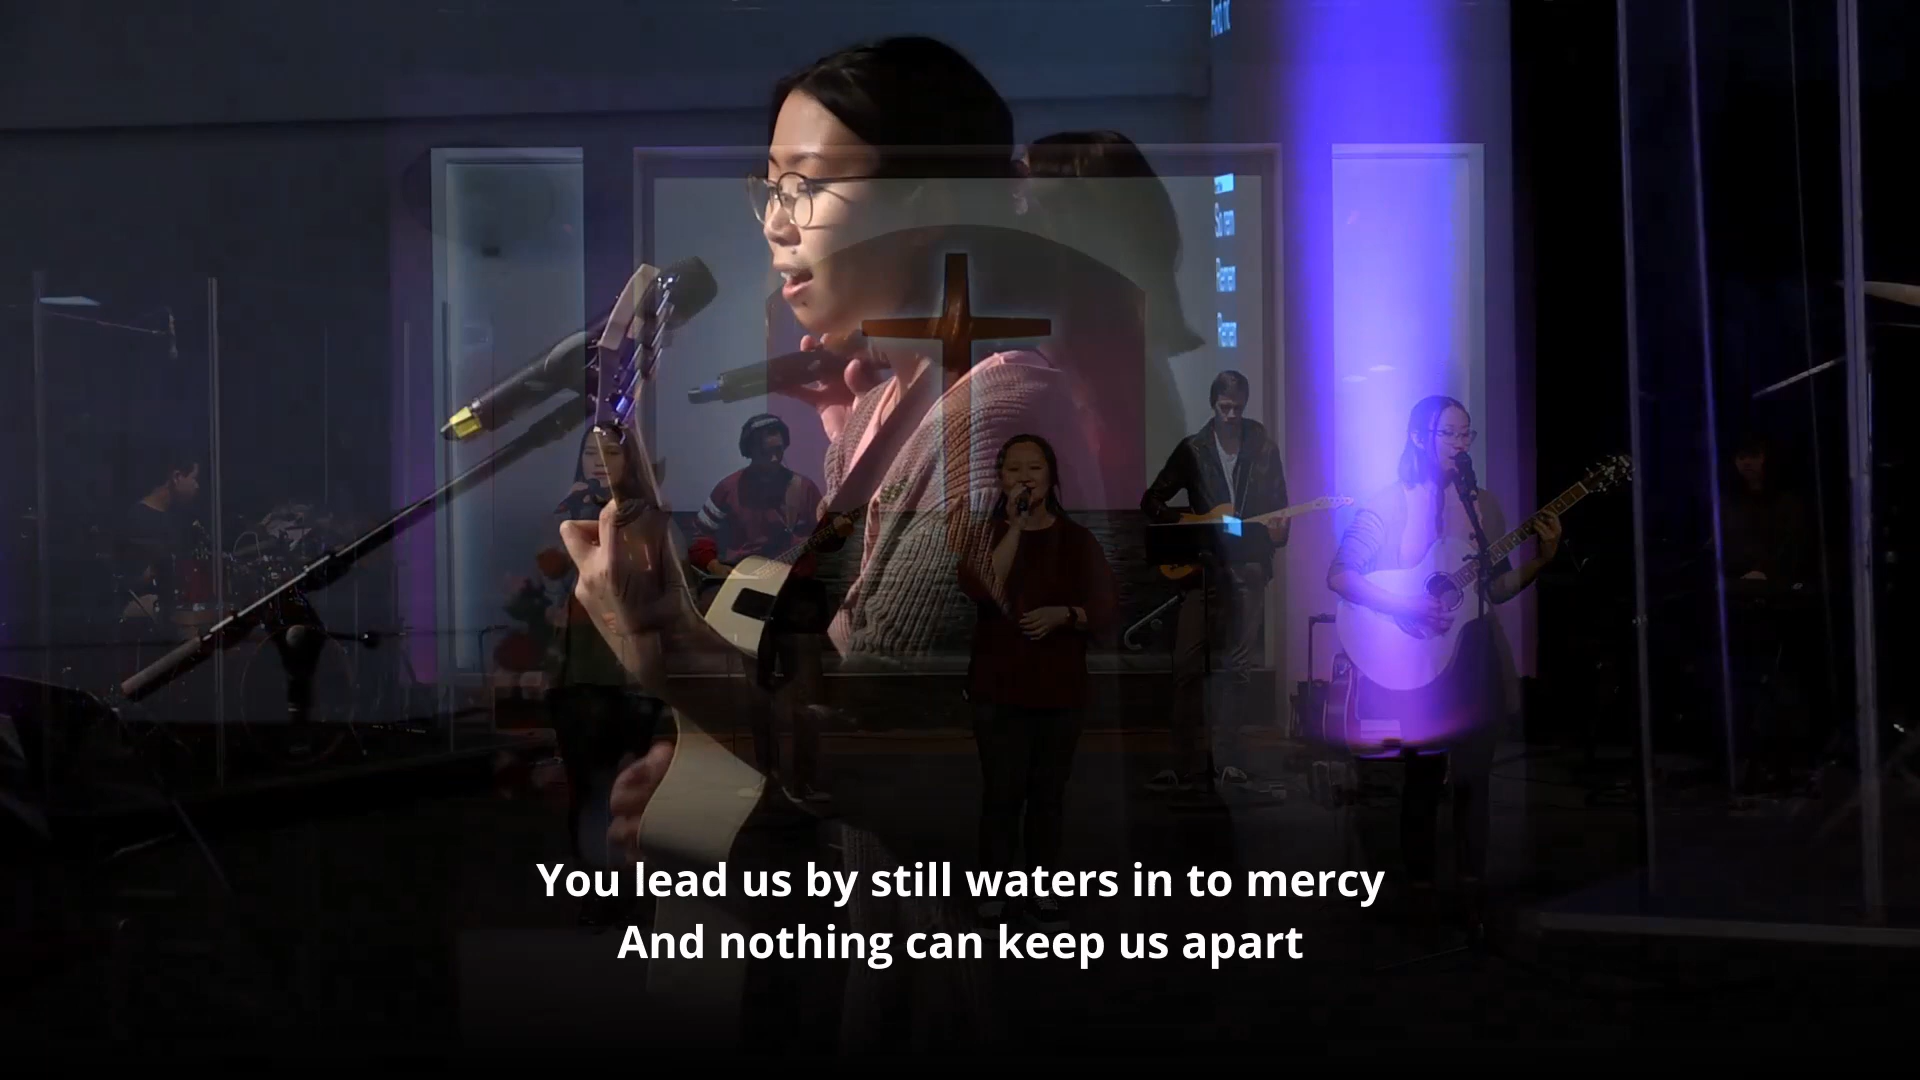 You lead us by still waters in to mercy
And nothing can keep us apart